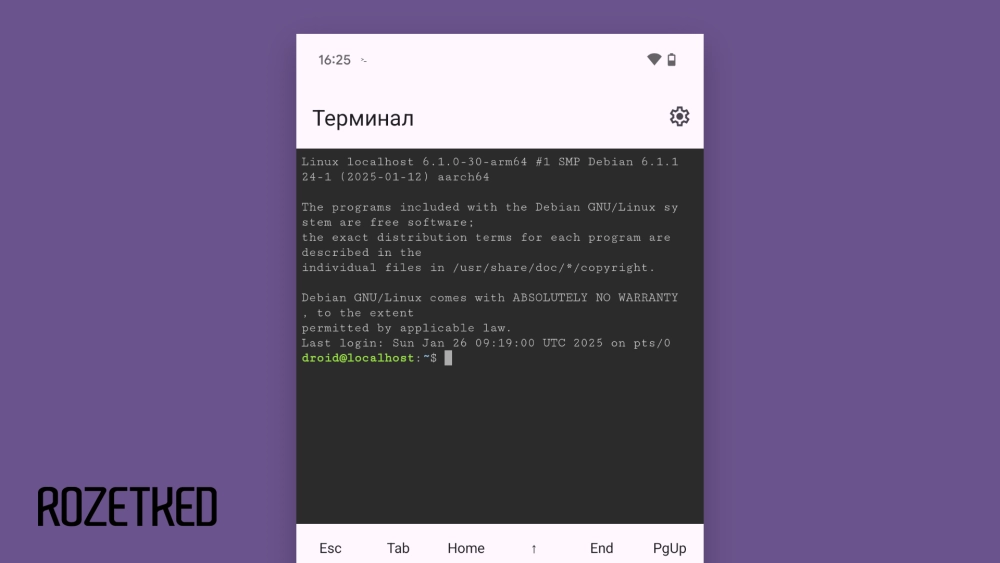 16:25
Терминал
Linux localhost 6.1.0-30-arm64 #1 SMP Debian 6.1.1
24-1 (2025-01-12) aarch64
The programs included with the Debian GNU/Linux sy
stem are free software;
the exact distribution terms for each program are
described in the
individual files in /usr/share/doc/*/copyright.
Debian GNU/Linux comes with ABSOLUTELY NO WARRANTY
, to the extent
permitted by applicable law.
Last login: Sun Jan 26 09:19:00 UTC 2025 on pts/0
droid@localhost:~$
ROZETKED
Esc Tab Home ↑ End PgUp